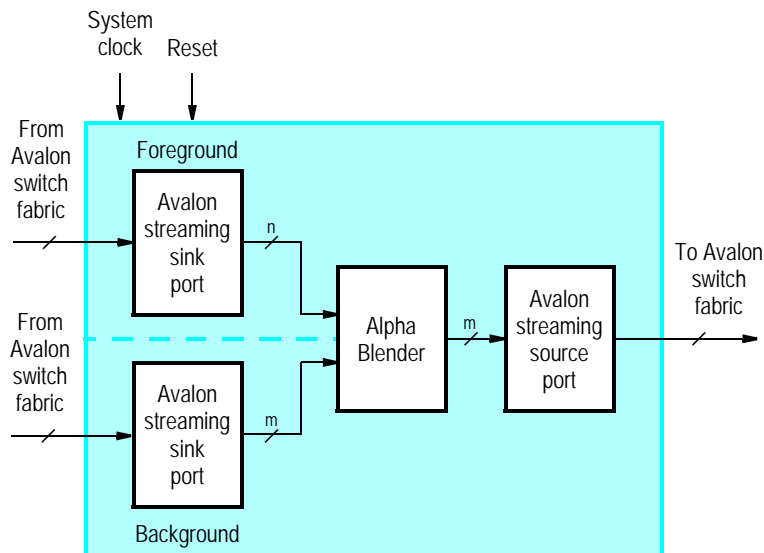 System
clock
Reset
From
Avalon
switch
fabric
Foreground
Avalon
streaming
sink
port
n
From
Avalon
switch
fabric
Avalon
streaming
sink
port
m
Background
Alpha
Blender
m
Avalon
streaming
source
port
To Avalon
switch
fabric